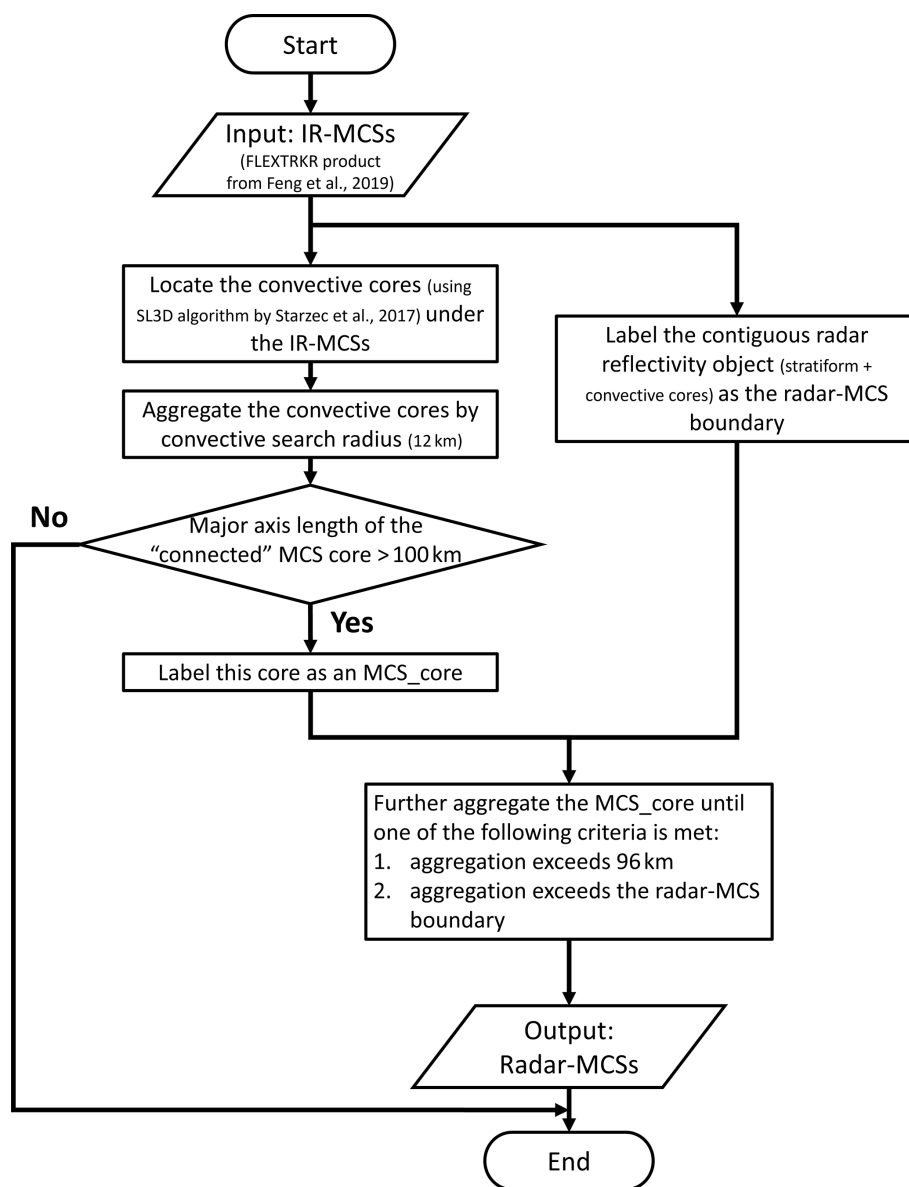 Start
Input: IR-MCSs
(FLEXTRKR product
from Feng et al., 2019)
Locate the convective cores (using
SL3D algorithm by Starzec et al., 2017) under
the IR-MCSs
Label the contiguous radar
reflectivity object (stratiform +
convective cores) as the radar-MCS
boundary
Aggregate the convective cores by
convective search radius (12 km)
No
Major axis length of the
“connected” MCS core > 100 km
Yes
Label this core as an MCS_core
Further aggregate the MCS_core until
one of the following criteria is met:
1. aggregation exceeds 96 km
2. aggregation exceeds the radar-MCS
boundary
Output:
Radar-MCSs
End